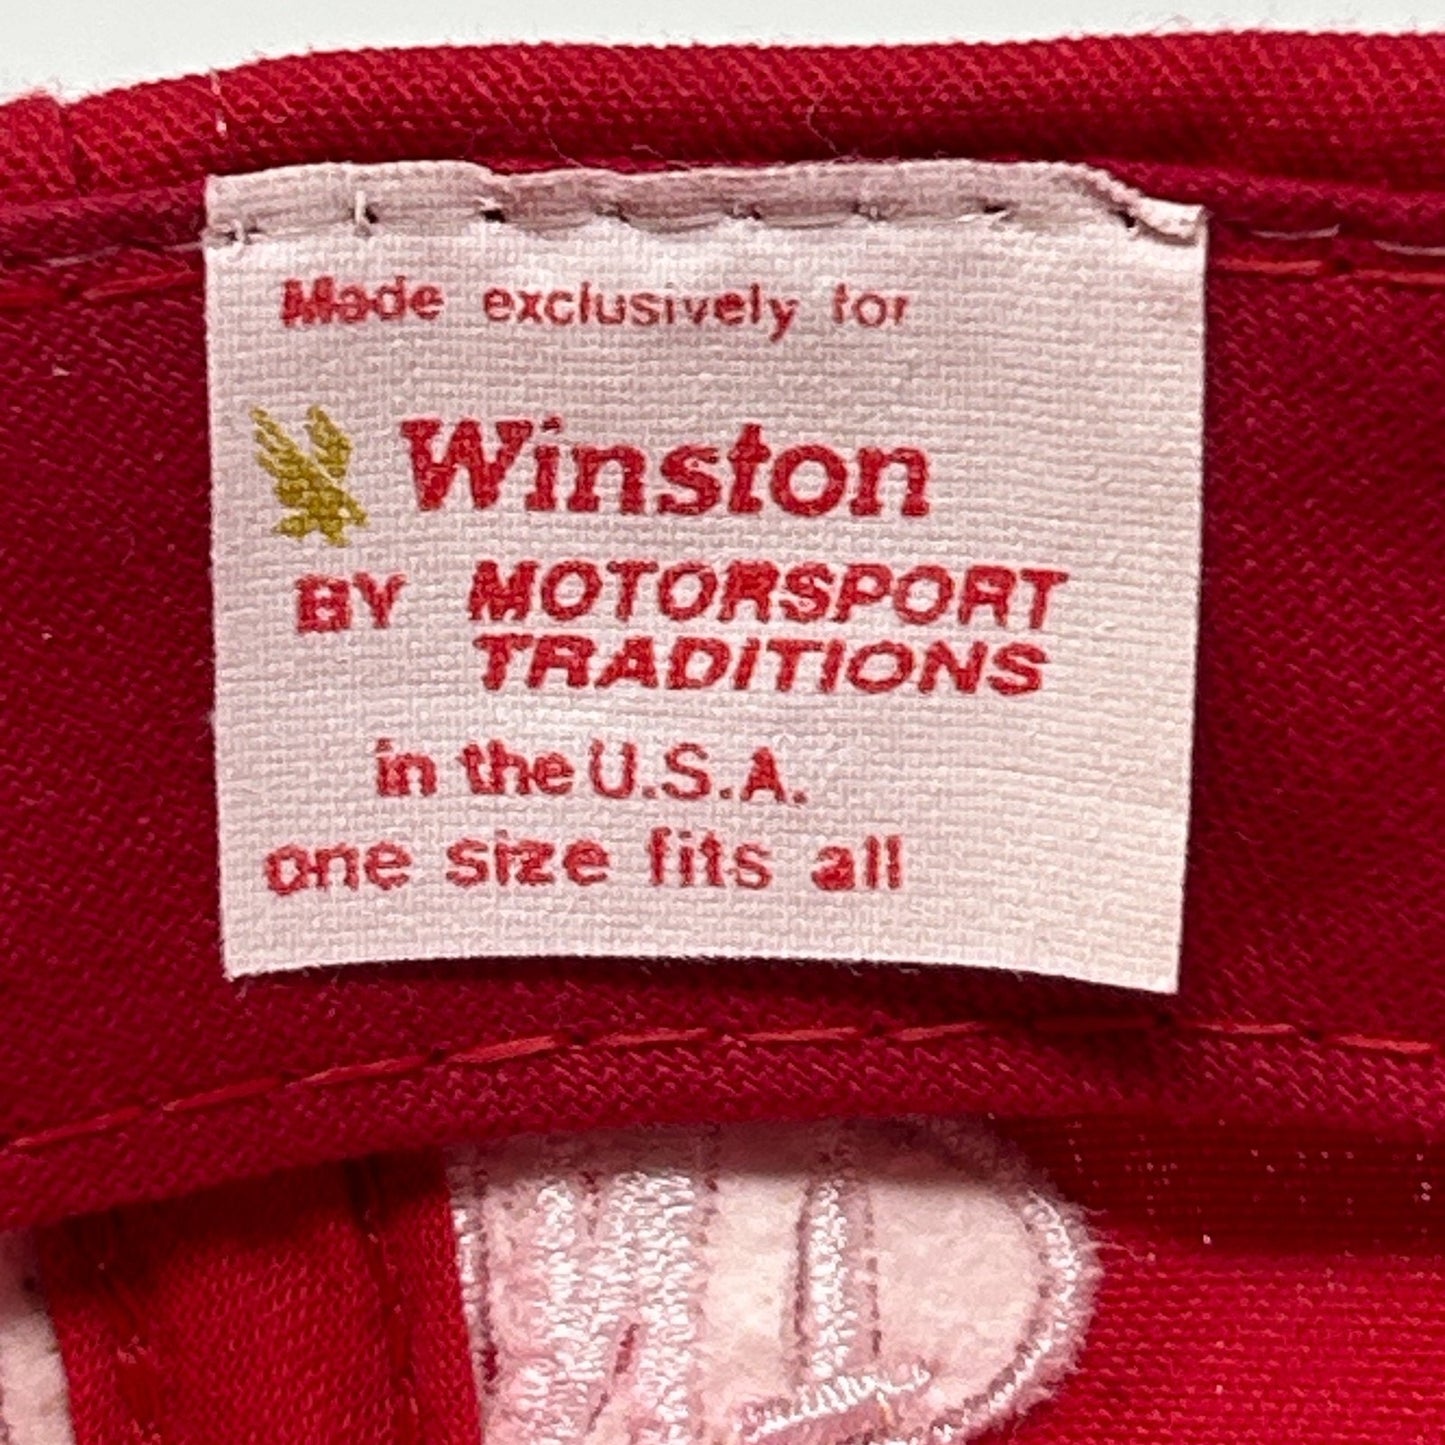 Made exclusively for
Winston
BY MOTORSPORT
TRADITIONS
in the U.S.A.
one size fits all